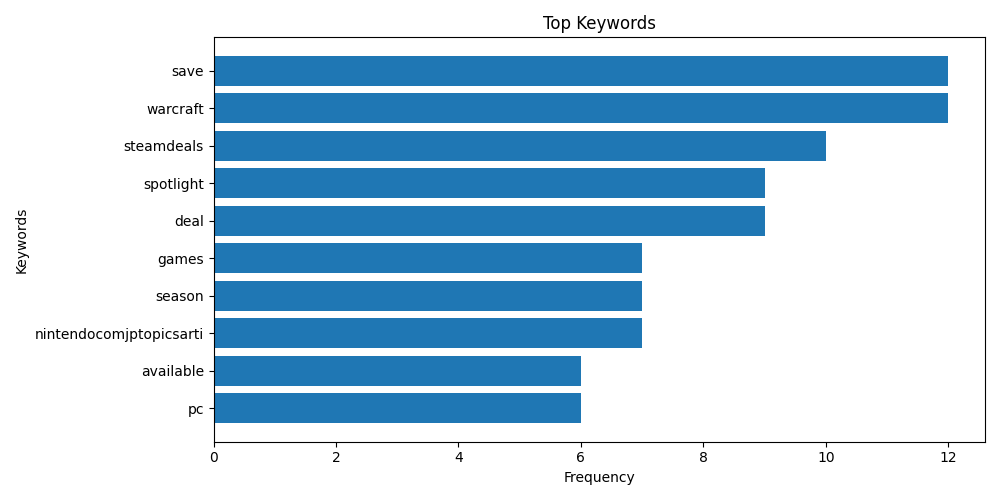 Top Keywords
save
warcraft
steamdeals
spotlight
deal
games
season
nintendocomjptopicsarti
available
pc
Keywords
0 2 4 6 8 10 12
Frequency